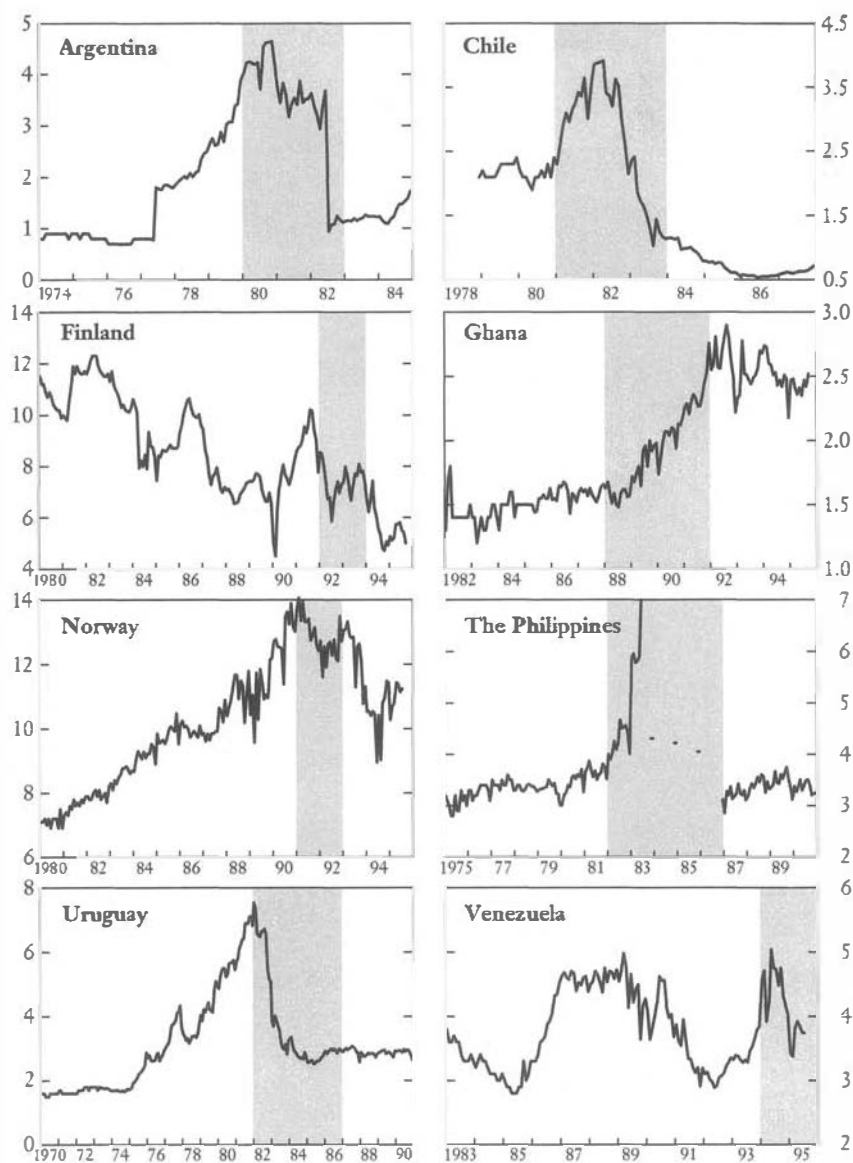 Argentina
5
4
3
2
1
0
1974 76 78 80 82 84
Chile
4.5
3.5
2.5
1.5
0.5
1978 80 82 84 86
Finland
14
12
10
8
6
4
1980 82 84 86 88 90 92 94
Ghana
3.0
2.5
2.0
1.5
1.0
1982 84 86 88 90 92 94
Norway
14
12
10
8
6
1980 82 84 86 88 90 92 94
The Philippines
7
6
5
4
3
2
1975 77 79 81 83 85 87 89
Uruguay
8
6
4
2
0
1970 72 74 76 78 80 82 84 86 88 90
Venezuela
6
5
4
3
2
1983 85 87 89 91 93 95